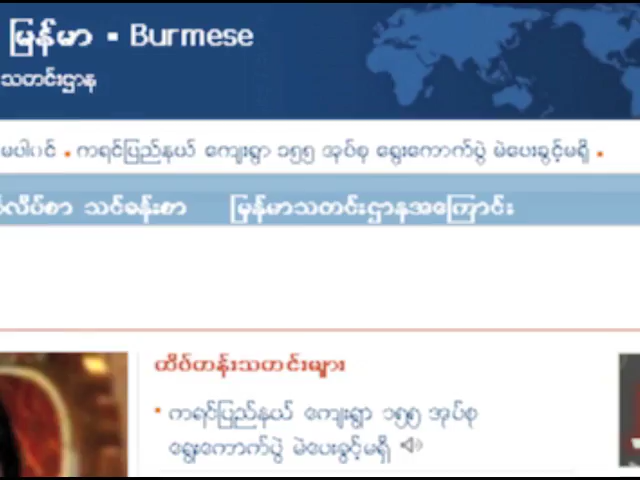 မြန်မာ - Burmese
သတင်းဌာန
မပါဝင် • ကရင်ပြည်နယ် ကျေးရွာ ၁၅၅ အုပ်စု ရွေးကောက်ပွဲ မဲပေးခွင့်မရှိ •
သင်ခန်းစာ မြန်မာသတင်းဌာနအကြောင်း
ထိပ်တန်းသတင်းများ
• ကရင်ပြည်နယ် ကျေးရွာ ၁၅၅ အုပ်စု
ရွေးကောက်ပွဲ မဲပေးခွင့်မရှိ